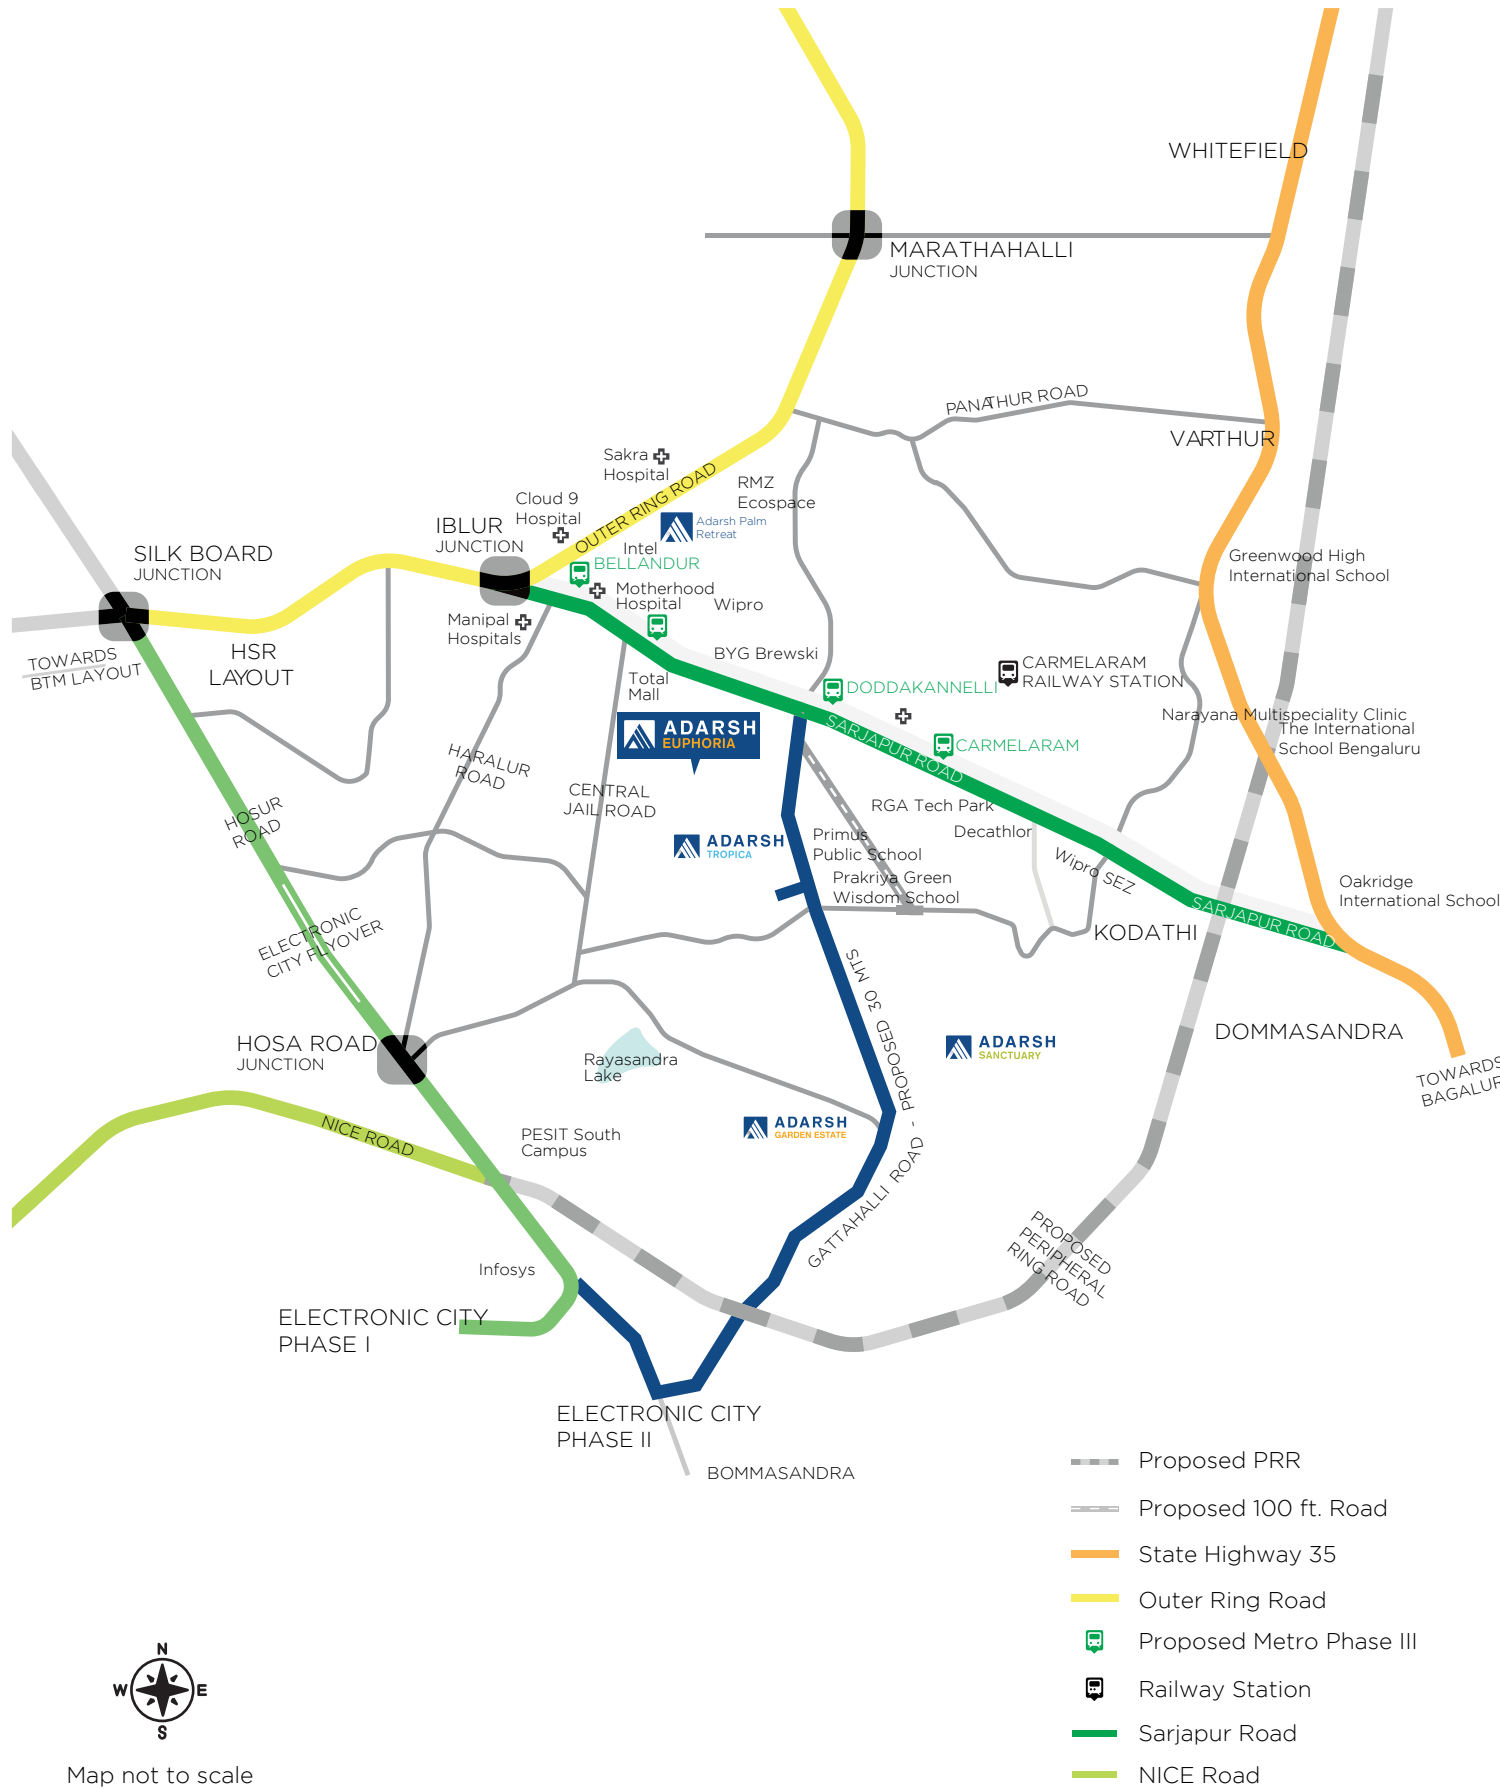 WHITEFIELD
MARATHAHALLI
JUNCTION
PANATHUR ROAD
VARTHUR
Sakra
Hospital
OUTER RING ROAD
RMZ
Ecospace
Cloud 9
Hospital
Adarsh Palm
Retreat
IBLUR
JUNCTION
Intel
BELLANDUR
SILK BOARD
JUNCTION
Greenwood High
International School
Motherhood
Hospital
Wipro
Manipal
Hospitals
HSR
LAYOUT
TOWARDS
BTM LAYOUT
BYG Brewski
CARMELARAM
RAILWAY STATION
Total
Mall
DODDAKANNELLI
Narayana Multispeciality Clinic
The International
School Bengaluru
ADARSH
EUPHORIA
SARJAPUR ROAD
CARMELARAM
HARALUR
ROAD
CENTRAL
JAIL ROAD
RGA Tech Park
HOSUR
ROAD
Decathlon
ADARSH
TROPICA
Primus
Public School
Wipro SEZ
Prakriya Green
Wisdom School
Oakridge
International School
SARJAPUR ROAD
KODATHI
ELECTRONIC
CITY FLYOVER
HOSA ROAD
JUNCTION
DOMMASANDRA
ADARSH
SANCTUARY
Rayasandra
Lake
TOWARDS
BAGALUR
GATTAHALLI ROAD - PROPOSED 30 MTS
ADARSH
GARDEN ESTATE
NICE ROAD
PESIT South
Campus
PROPOSED
PERIPHERAL
RING ROAD
Infosys
ELECTRONIC CITY
PHASE I
ELECTRONIC CITY
PHASE II
BOMMASANDRA
Proposed PRR
Proposed 100 ft. Road
State Highway 35
Outer Ring Road
Proposed Metro Phase III
Railway Station
Sarjapur Road
NICE Road
N
W
E
S
Map not to scale